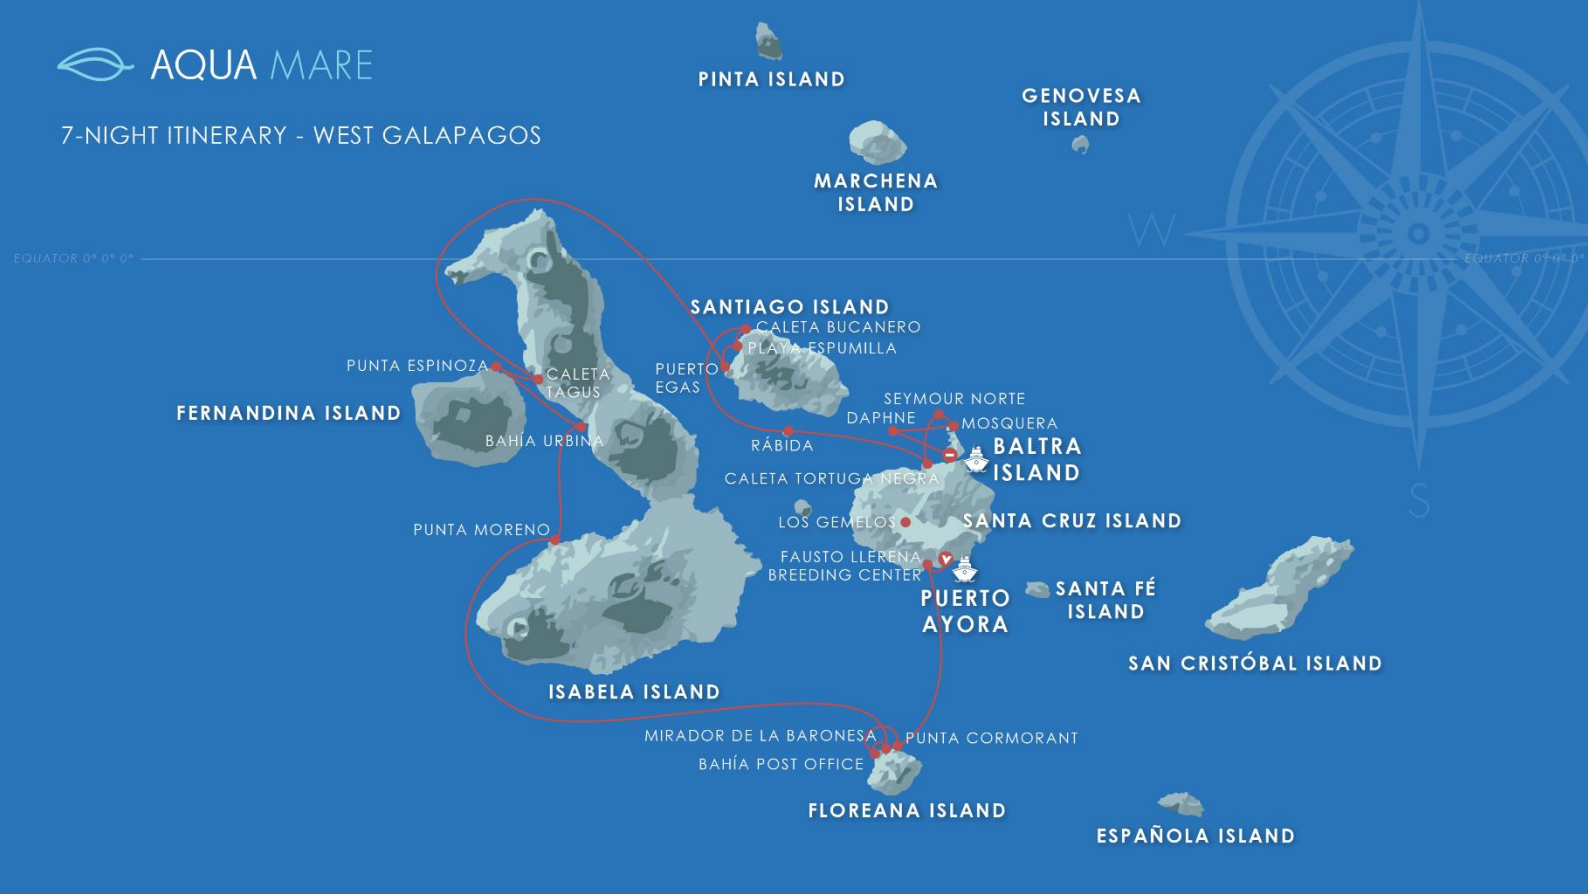 AQUA MARE
7-NIGHT ITINERARY - WEST GALAPAGOS
PINTA ISLAND
GENOVESA
ISLAND
MARCHENA
ISLAND
W
EQUATOR 0° 0° 0°
EQUATOR 0° 0° 0°
SANTIAGO ISLAND
CALETA BUCANERO
PLAYA ESPUMILLA
PUERTO
EGAS
PUNTA ESPINOZA
CALETA
TAGUS
FERNANDINA ISLAND
BAHÍA URBINA
SEYMOUR NORTE
DAPHNE
MOSQUERA
RÁBIDA
BALTRA
ISLAND
CALETA TORTUGA NEGRA
S
PUNTA MORENO
LOS GEMELOS
SANTA CRUZ ISLAND
FAUSTO LLERENA
BREEDING CENTER
PUERTO
AYORA
SANTA FÉ
ISLAND
SAN CRISTÓBAL ISLAND
ISABELA ISLAND
MIRADOR DE LA BARONESA
PUNTA CORMORANT
BAHÍA POST OFFICE
FLOREANA ISLAND
ESPAÑOLA ISLAND